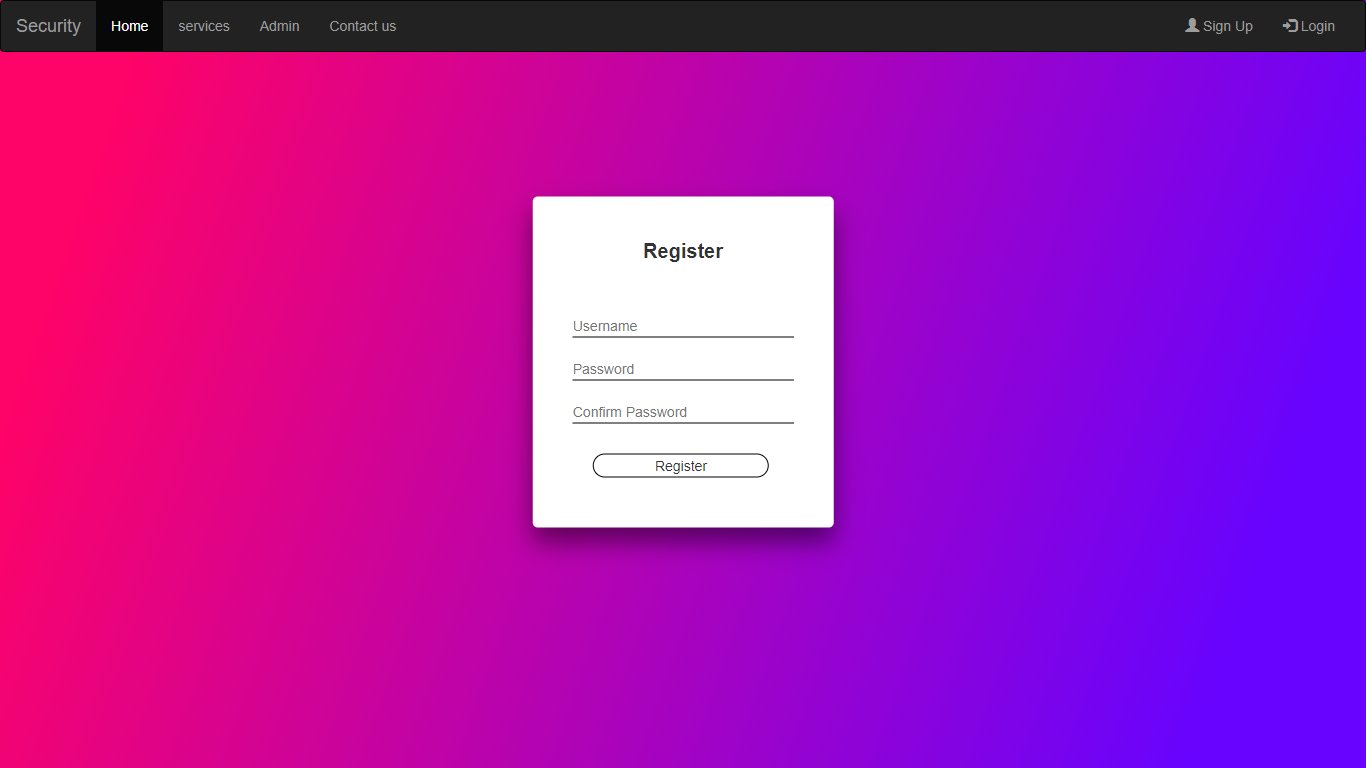 Security Home services Admin Contact us Sign Up Login
Register
Username
Password
Confirm Password
Register